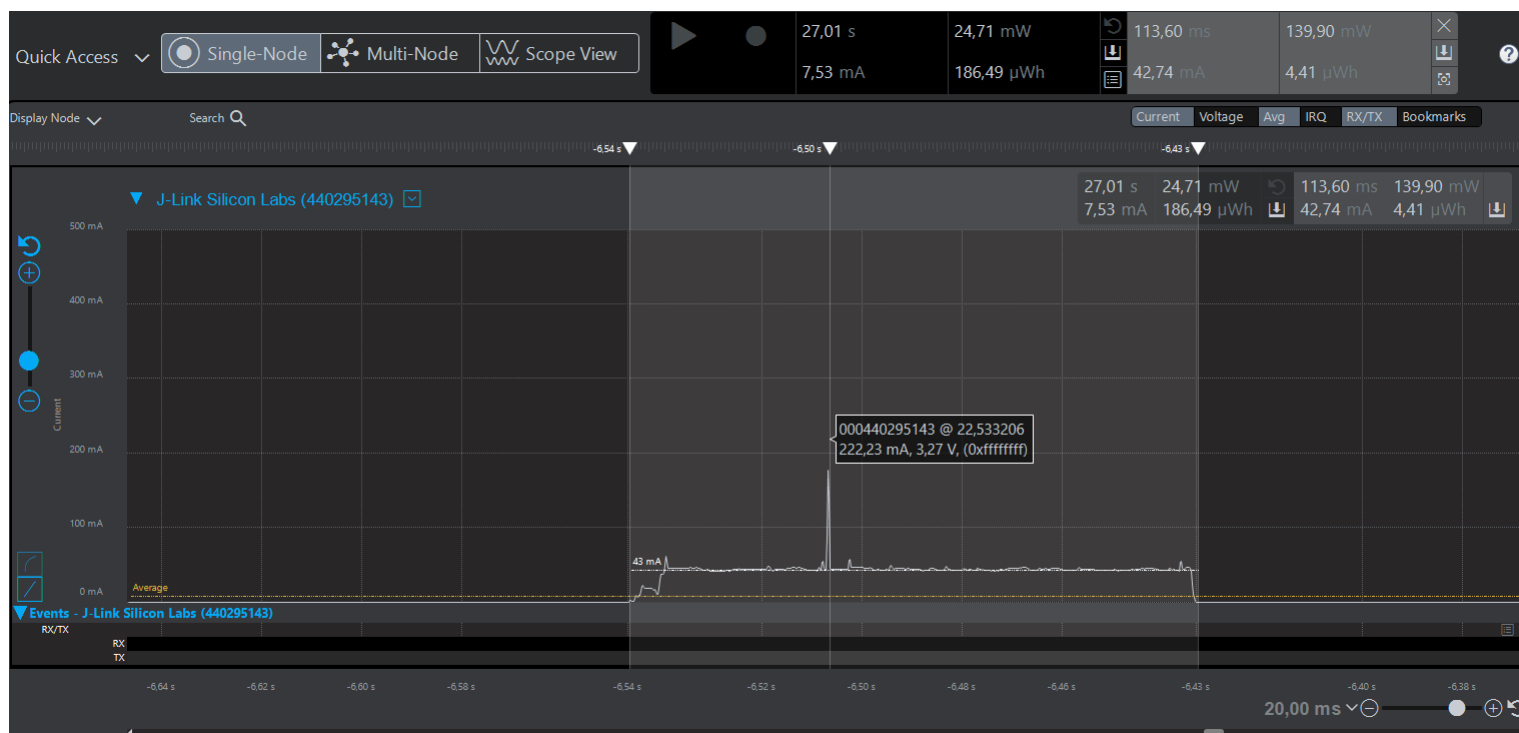 Quick Access Single-Node Multi-Node Scope View
27,01 s 24,71 mW 113,60 ms 139,90 mW
7,53 mA 186,49 µWh 42,74 mA 4,41 µWh
?
Display Node Search Current Voltage Avg IRQ RX/TX Bookmarks
-6,54 s -6,50 s -6,43 s
J-Link Silicon Labs (440295143)
27,01 s 24,71 mW 113,60 ms 139,90 mW
7,53 mA 186,49 µWh 42,74 mA 4,41 µWh
500 mA
400 mA
300 mA
Current
000440295143 @ 22,533206
222,23 mA, 3,27 V, (0xffffffff)
200 mA
100 mA
43 mA
Average
0 mA
Events - J-Link Silicon Labs (440295143)
RX/TX
RX
TX
-6,64 s -6,62 s -6,60 s -6,58 s -6,54 s -6,52 s -6,50 s -6,48 s -6,46 s -6,43 s -6,40 s -6,38 s
20,00 ms